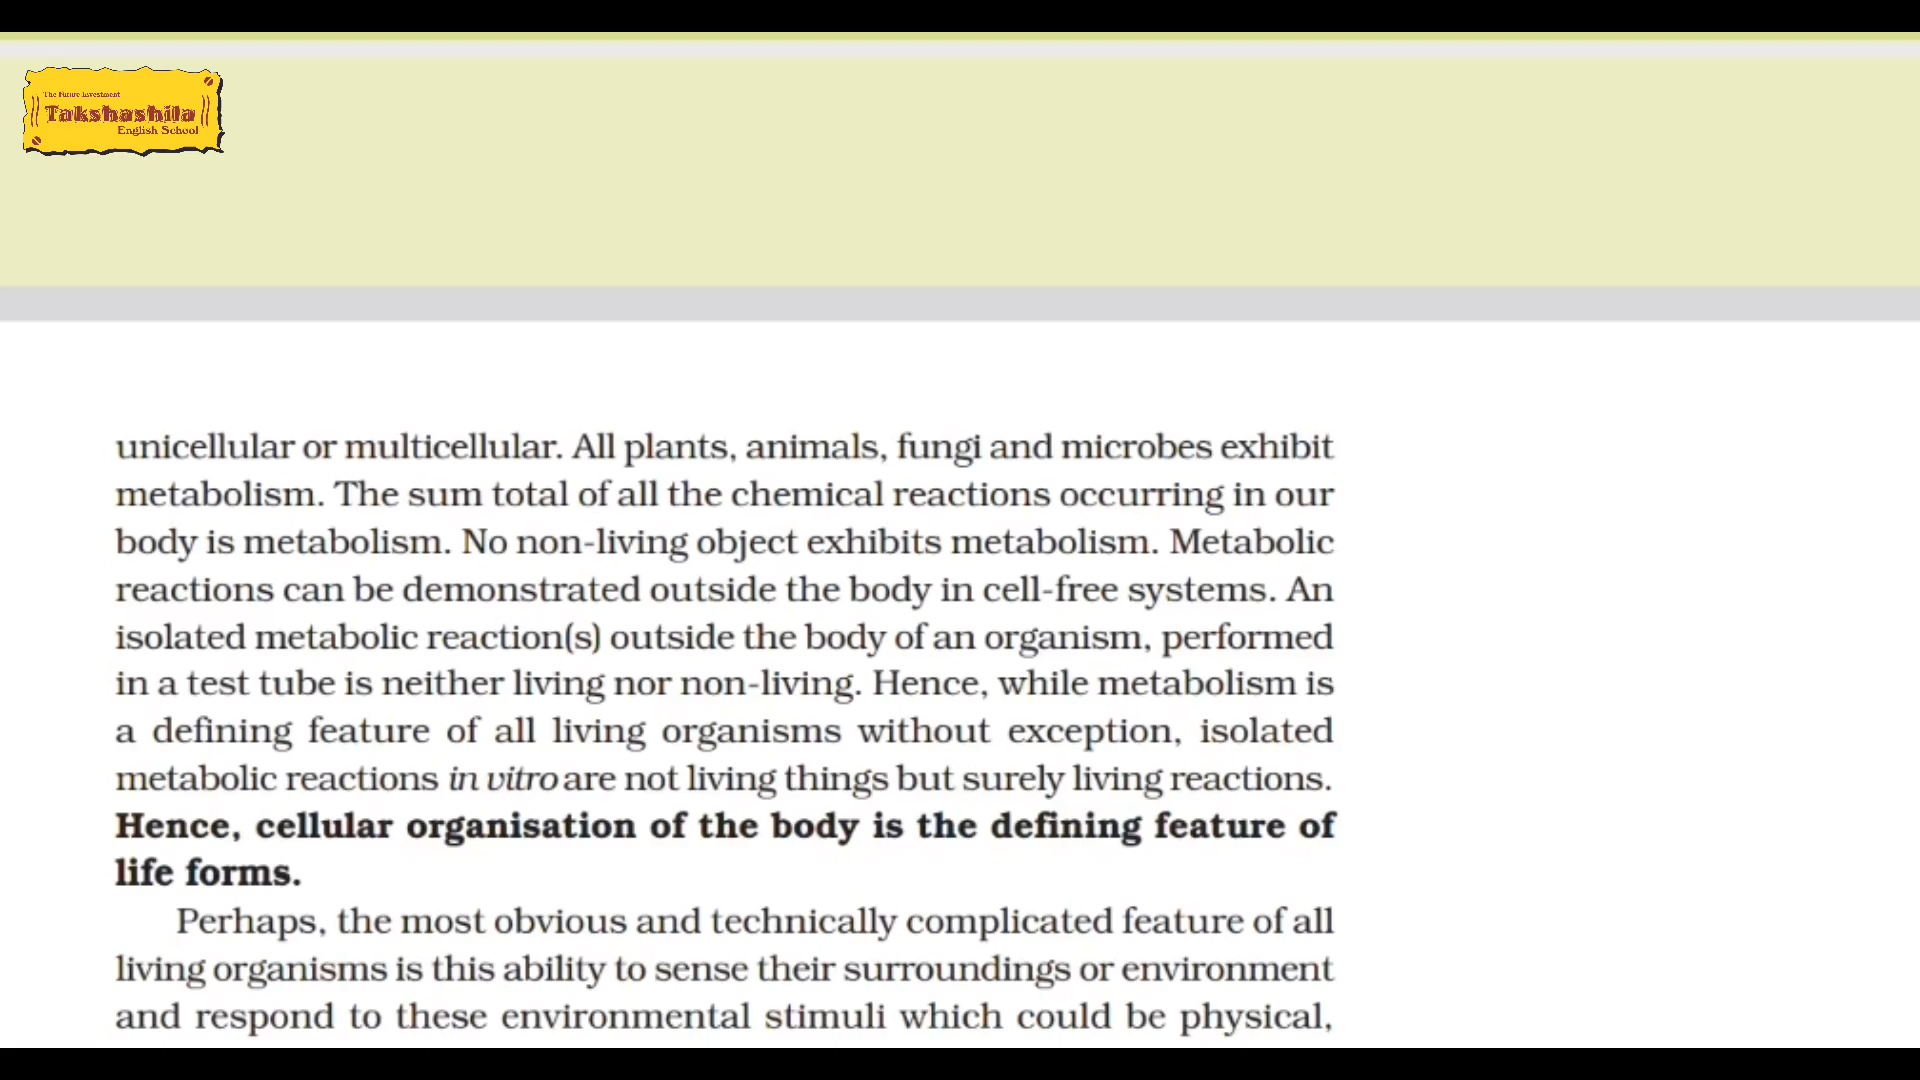 The Future Investment
Takshashila
English School
unicellular or multicellular. All plants, animals, fungi and microbes exhibit
metabolism. The sum total of all the chemical reactions occurring in our
body is metabolism. No non-living object exhibits metabolism. Metabolic
reactions can be demonstrated outside the body in cell-free systems. An
isolated metabolic reaction(s) outside the body of an organism, performed
in a test tube is neither living nor non-living. Hence, while metabolism is
a defining feature of all living organisms without exception, isolated
metabolic reactions in vitro are not living things but surely living reactions.
Hence, cellular organisation of the body is the defining feature of
life forms.
Perhaps, the most obvious and technically complicated feature of all
living organisms is this ability to sense their surroundings or environment
and respond to these environmental stimuli which could be physical,